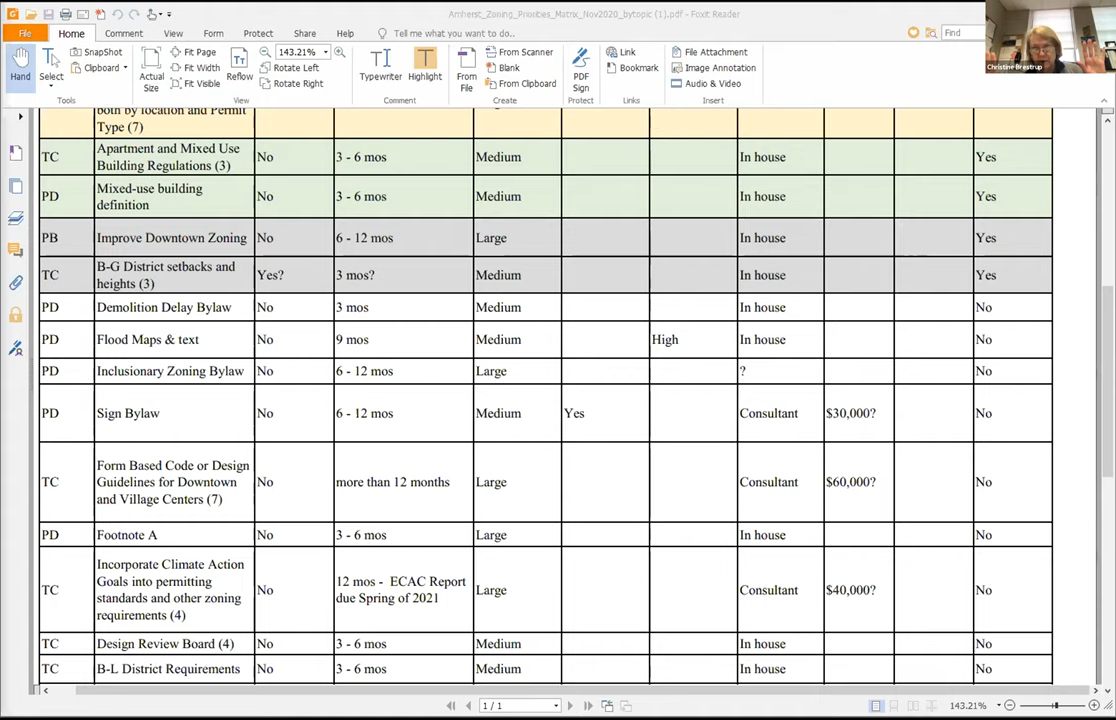 Amherst_Zoning_Priorities_Matrix_Nov2020_bytopic (1).pdf - Foxit Reader
File Home Comment View Form Protect Share Help Tell me what you want to do.. Find
Hand
Select
SnapShot
Clipboard
Tools
Actual Size
Fit Page
Fit Width
Fit Visible
Reflow
143.21%
Rotate Left
Rotate Right
View
Typewriter
Highlight
Comment
From File
From Scanner
Blank
From Clipboard
Create
PDF Sign
Protect
Link
Bookmark
Links
File Attachment
Image Annotation
Audio & Video
Insert
Christine Brestrup
both by location and Permit
Type (7)
TC Apartment and Mixed Use Building Regulations (3) No 3 - 6 mos Medium In house Yes
PD Mixed-use building definition No 3 - 6 mos Medium In house Yes
PB Improve Downtown Zoning No 6 - 12 mos Large In house Yes
TC B-G District setbacks and heights (3) Yes? 3 mos? Medium In house Yes
PD Demolition Delay Bylaw No 3 mos Medium In house No
PD Flood Maps & text No 9 mos Medium High In house No
PD Inclusionary Zoning Bylaw No 6 - 12 mos Large ? No
PD Sign Bylaw No 6 - 12 mos Medium Yes Consultant $30,000? No
TC Form Based Code or Design Guidelines for Downtown and Village Centers (7) No more than 12 months Large Consultant $60,000? No
PD Footnote A No 3 - 6 mos Large In house No
TC Incorporate Climate Action Goals into permitting standards and other zoning requirements (4) No 12 mos - ECAC Report due Spring of 2021 Large Consultant $40,000? No
TC Design Review Board (4) No 3 - 6 mos Medium In house No
TC B-L District Requirements No 3 - 6 mos Medium In house No
1 / 1
143.21%